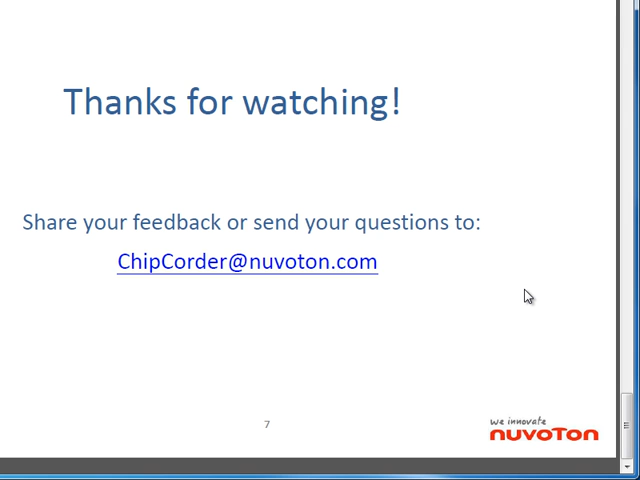 Thanks for watching!
Share your feedback or send your questions to:
ChipCorder@nuvoton.com
7
we innovate
nuvoTon